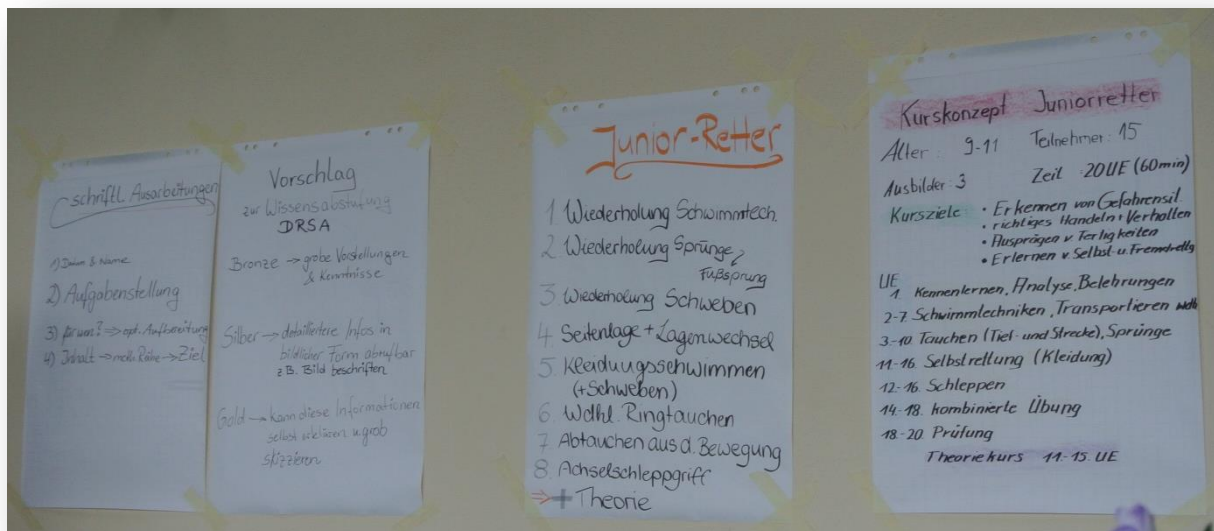 schriftl. Ausarbeitungen
1) Datum & Name
2) Aufgabenstellung
3) für wen? => opt. Aufbereitung
4) Inhalt -> meth. Reihe -> Ziel
Vorschlag
zur Wissensabstufung
DRSA
Bronze -> grobe Vorstellungen
& Kenntnisse
Silber -> detailliertere Infos in
bildlicher Form abrufbar
z.B. Bild beschriften
Gold -> kann diese Informationen
selbst erklären u. grob
skizzieren
Junior-Retter
1. Wiederholung Schwimmtech.
2. Wiederholung Sprünge
Fußsprung
3. Wiederholung Schweben
4. Seitenlage + Lagenwechsel
5. Kleidungsschwimmen
(+Schweben)
6. Wdhl. Ringtauchen
7. Abtauchen aus d. Bewegung
8. Achselschleppgriff
=> + Theorie
Kurskonzept Juniorretter
Alter: 9-11 Teilnehmer: 15
Ausbilder: 3 Zeit: 20UE (60min)
Kursziele • Erkennen von Gefahrensit.
• richtiges Handeln + Verhalten
• Ausprägen v. Fertigkeiten
• Erlernen v. Selbst- u. Fremdrettg
UE
1. Kennenlernen, Analyse, Belehrungen
2-7. Schwimmtechniken, Transportieren wdh
3.-10 Tauchen (Tief- und Strecke), Sprünge
11-16. Selbstrettung (Kleidung)
12-16. Schleppen
14-18. kombinierte Übung
18-20 Prüfung
Theoriekurs 11-15. UE